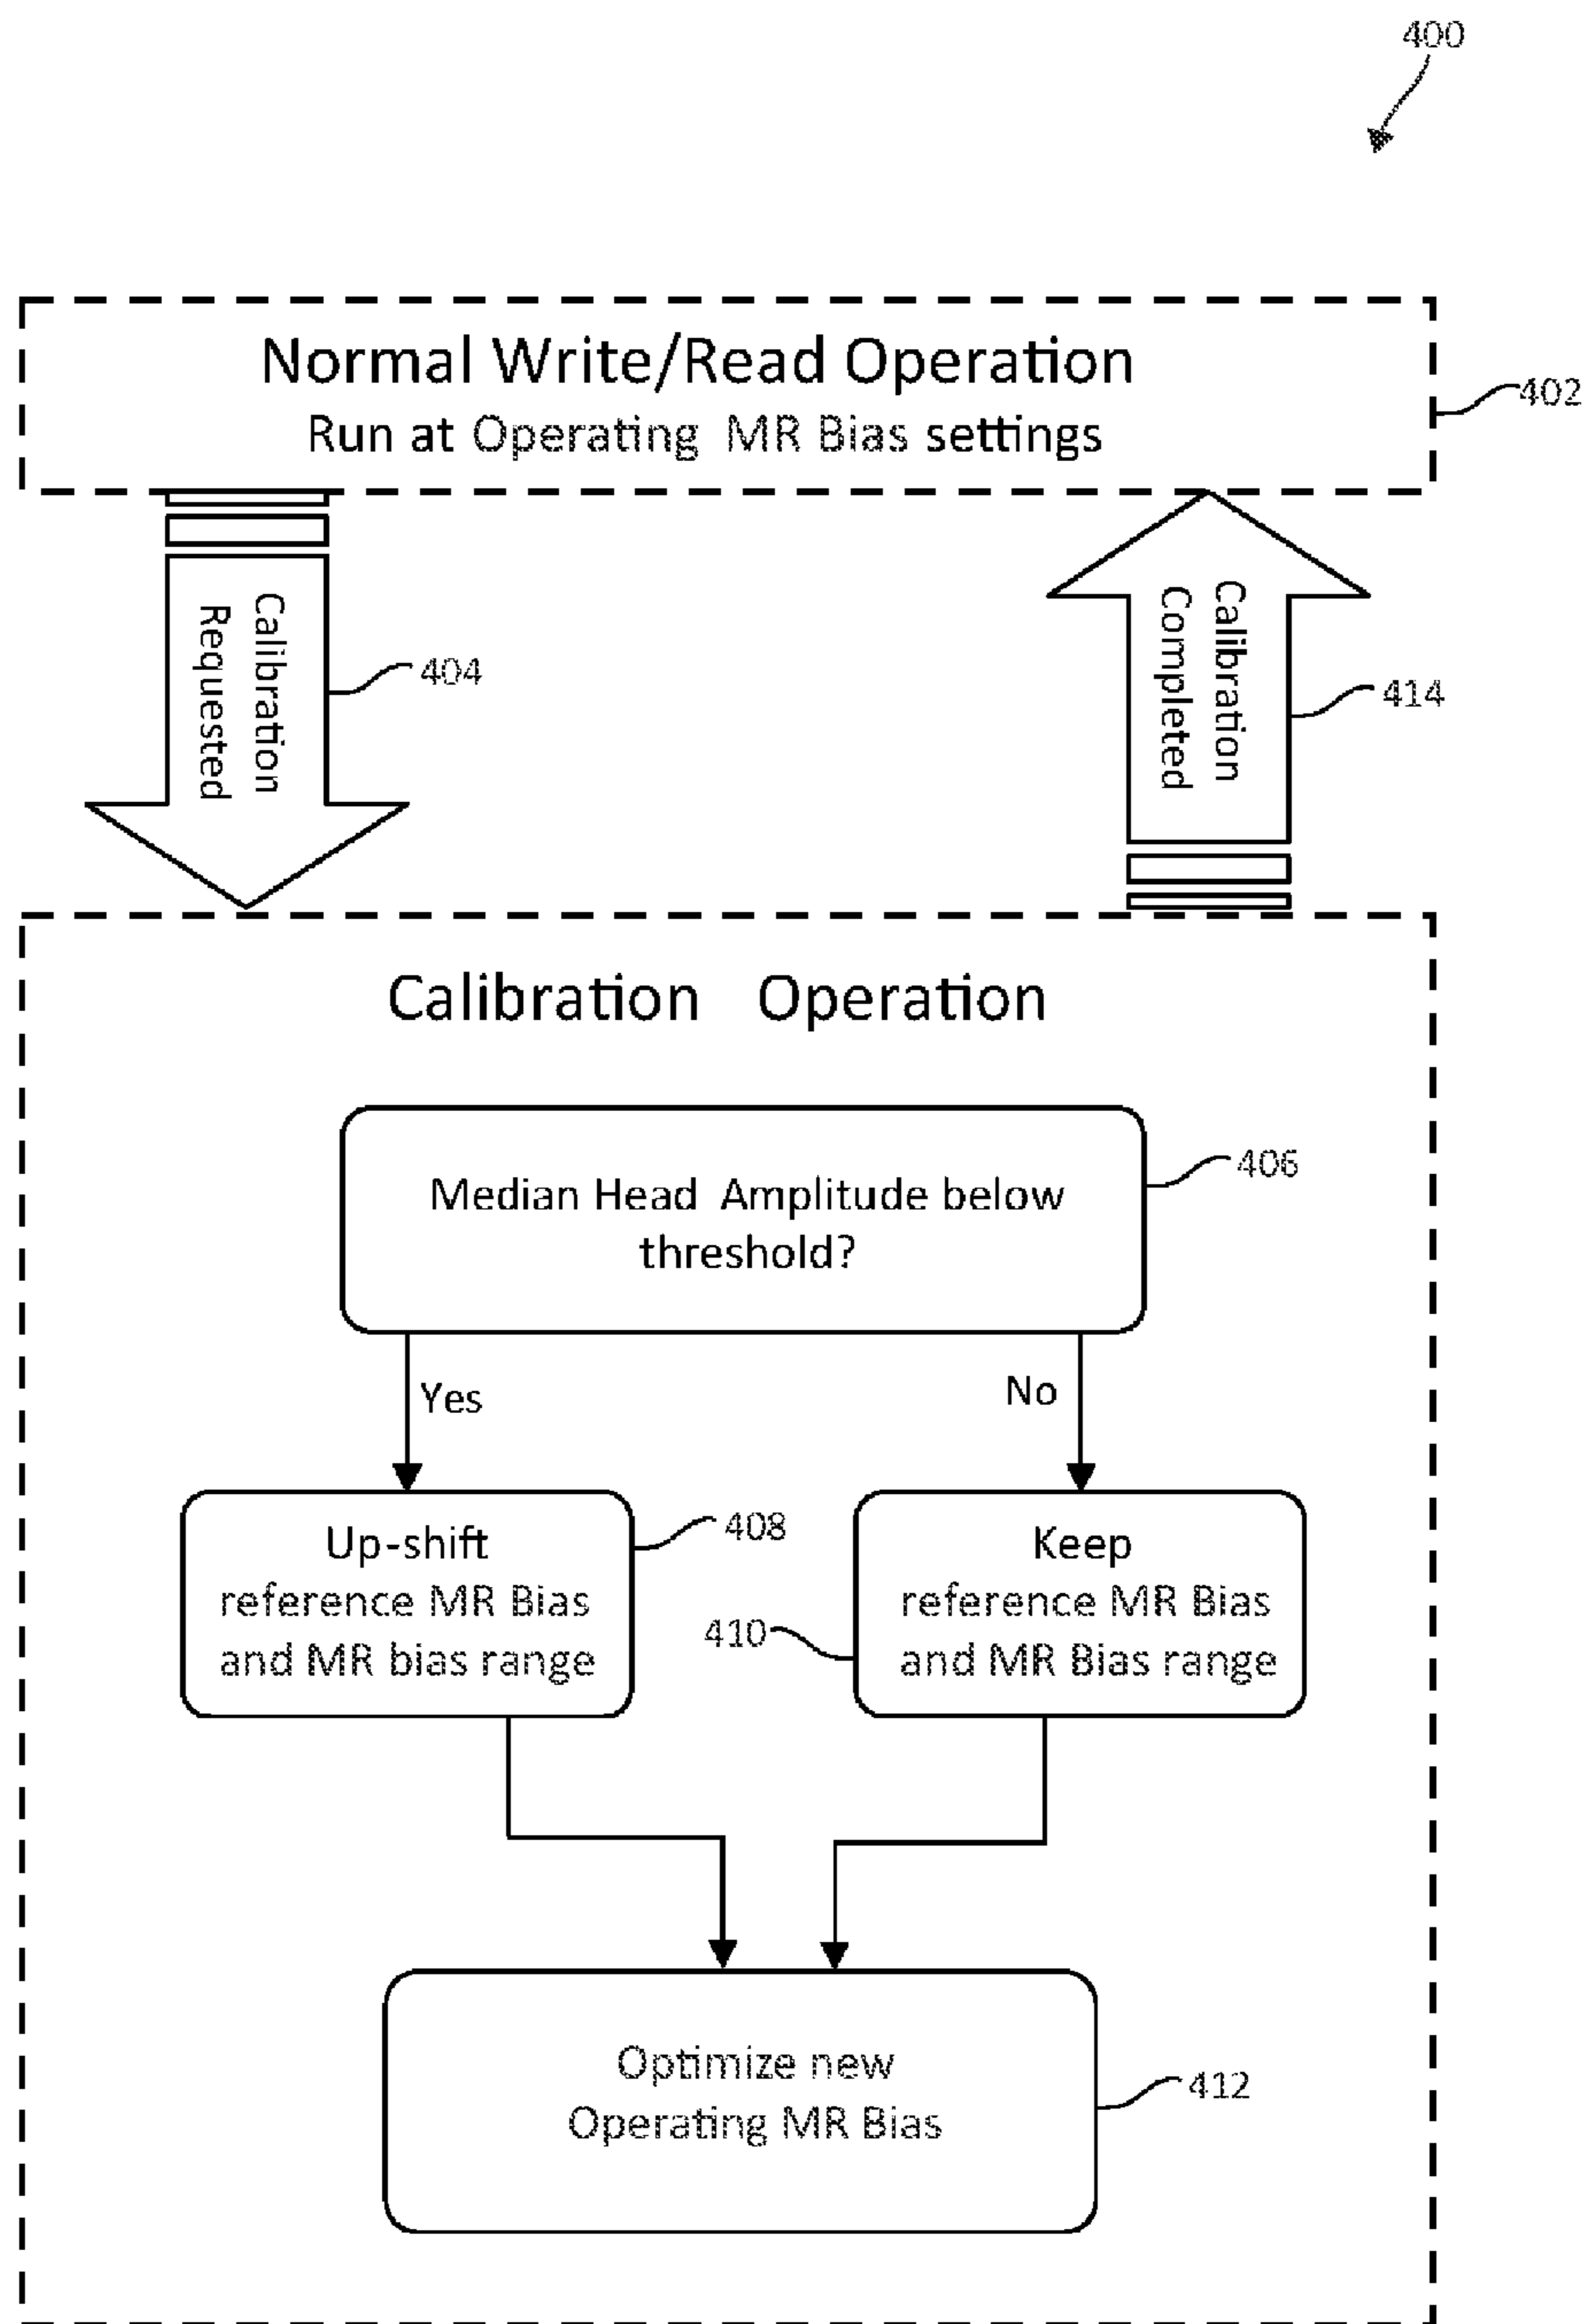 400
Normal Write/Read Operation
Run at Operating MR Bias settings
402
Calibration
Requested
404
Calibration
Completed
414
Calibration Operation
Median Head Amplitude below
threshold?
406
Yes
No
Up-shift
reference MR Bias
and MR bias range
408
Keep
reference MR Bias
and MR Bias range
410
Optimize new
Operating MR Bias
412